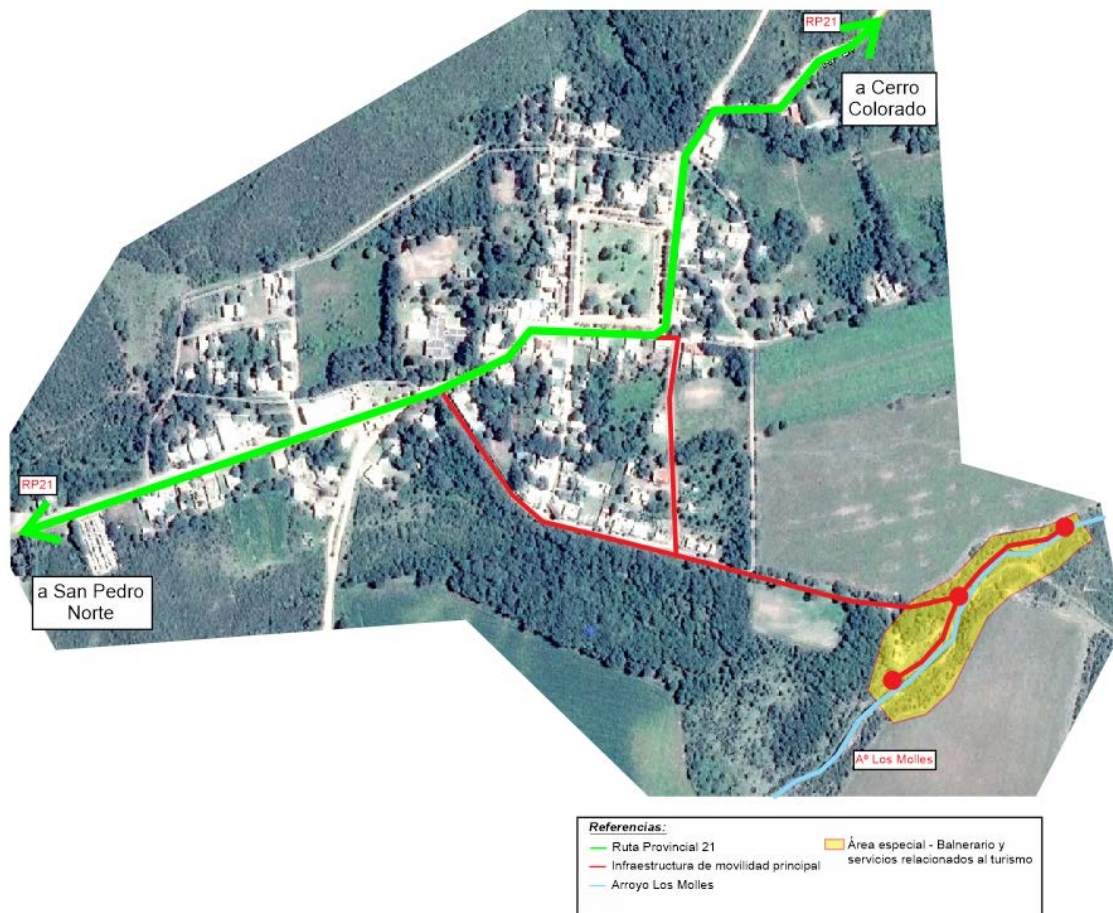 RP21
a Cerro
Colorado
RP21
a San Pedro
Norte
Aº Los Molles
Referencias:
Ruta Provincial 21
Infraestructura de movilidad principal
Arroyo Los Molles
Área especial - Balnerario y
servicios relacionados al turismo